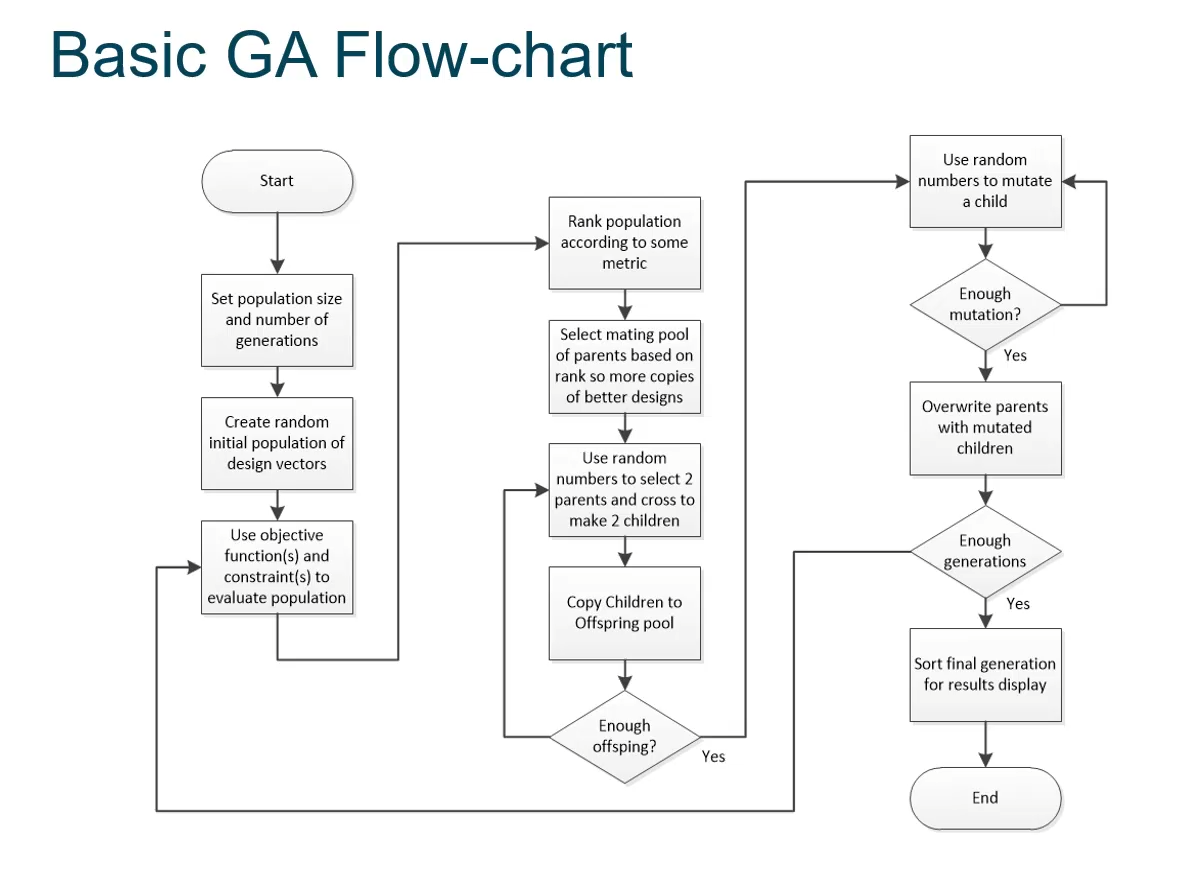 Basic GA Flow-chart
Start
Set population size
and number of
generations
Create random
initial population of
design vectors
Use objective
function(s) and
constraint(s) to
evaluate population
Rank population
according to some
metric
Select mating pool
of parents based on
rank so more copies
of better designs
Use random
numbers to select 2
parents and cross to
make 2 children
Copy Children to
Offspring pool
Enough
offsping?
Yes
Use random
numbers to mutate
a child
Enough
mutation?
Yes
Overwrite parents
with mutated
children
Enough
generations
Yes
Sort final generation
for results display
End